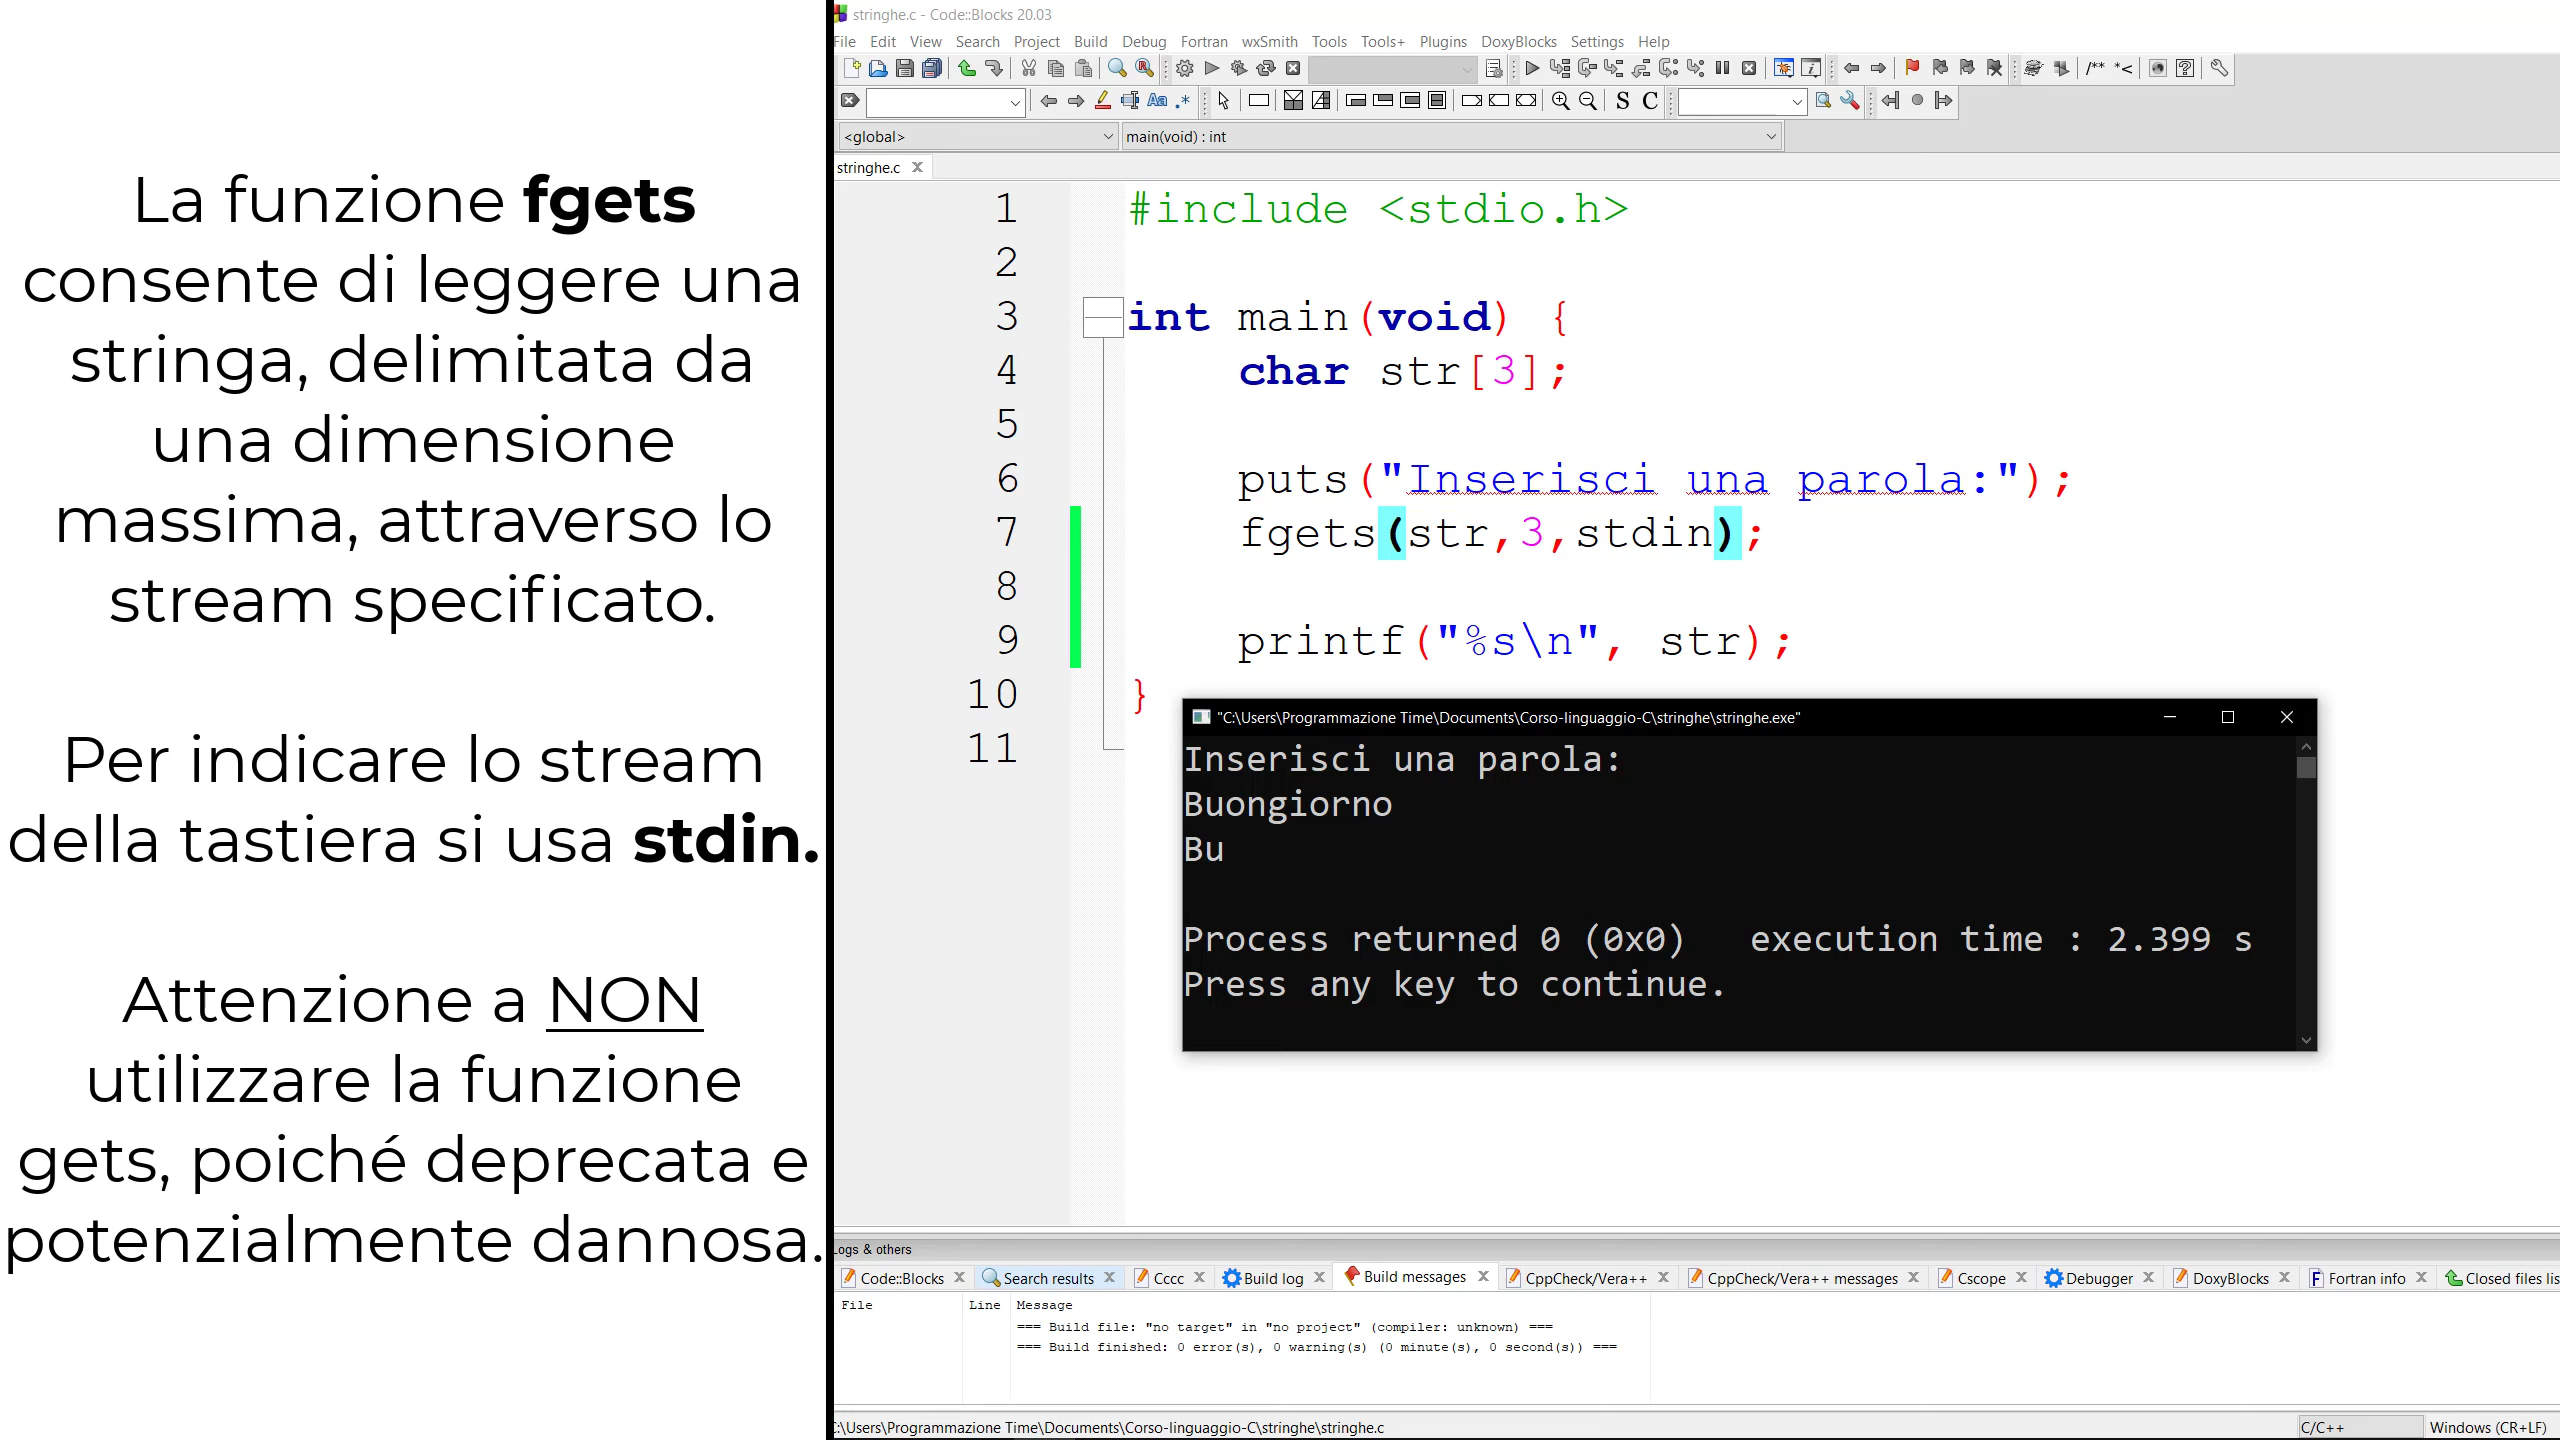 La funzione fgets
consente di leggere una
stringa, delimitata da
una dimensione
massima, attraverso lo
stream specificato.
Per indicare lo stream
della tastiera si usa stdin.
Attenzione a NON
utilizzare la funzione
gets, poiché deprecata e
potenzialmente dannosa.
stringhe.c - Code::Blocks 20.03
File Edit View Search Project Build Debug Fortran wxSmith Tools Tools+ Plugins DoxyBlocks Settings Help
/** *<
Aa .* S C
<global> main(void) : int
stringhe.c
1 #include <stdio.h>
2
3 int main(void) {
4 char str[3];
5
6 puts("Inserisci una parola:");
7 fgets(str,3,stdin);
8
9 printf("%s\n", str);
10 }
11
"C:\Users\Programmazione Time\Documents\Corso-linguaggio-C\stringhe\stringhe.exe"
Inserisci una parola:
Buongiorno
Bu
Process returned 0 (0x0) execution time : 2.399 s
Press any key to continue.
Logs & others
Code::Blocks Search results Cccc Build log Build messages CppCheck/Vera++ CppCheck/Vera++ messages Cscope Debugger DoxyBlocks Fortran info Closed files lis
File Line Message
=== Build file: "no target" in "no project" (compiler: unknown) ===
=== Build finished: 0 error(s), 0 warning(s) (0 minute(s), 0 second(s)) ===
C:\Users\Programmazione Time\Documents\Corso-linguaggio-C\stringhe\stringhe.c C/C++ Windows (CR+LF)